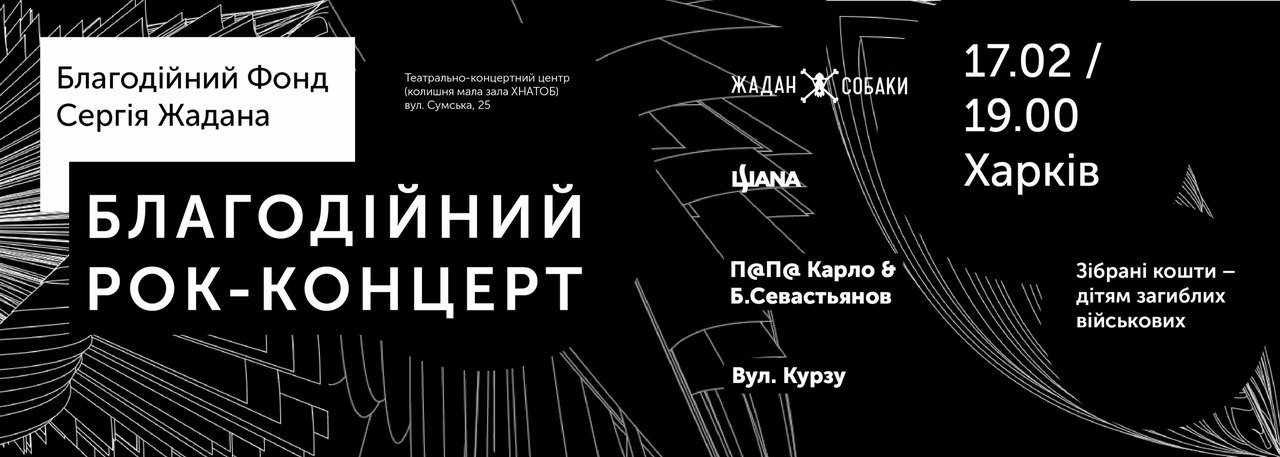 Благодійний Фонд
Сергія Жадана
БЛАГОДІЙНИЙ
РОК-КОНЦЕРТ
Театрально-концертний центр
(колишня мала зала ХНАТОБ)
вул. Сумська, 25
ЖАДАН СОБАКИ
П@П@ Карло &
Б.Севастьянов
Вул. Курзу
17.02 /
19.00
Харків
Зібрані кошти –
дітям загиблих
військових